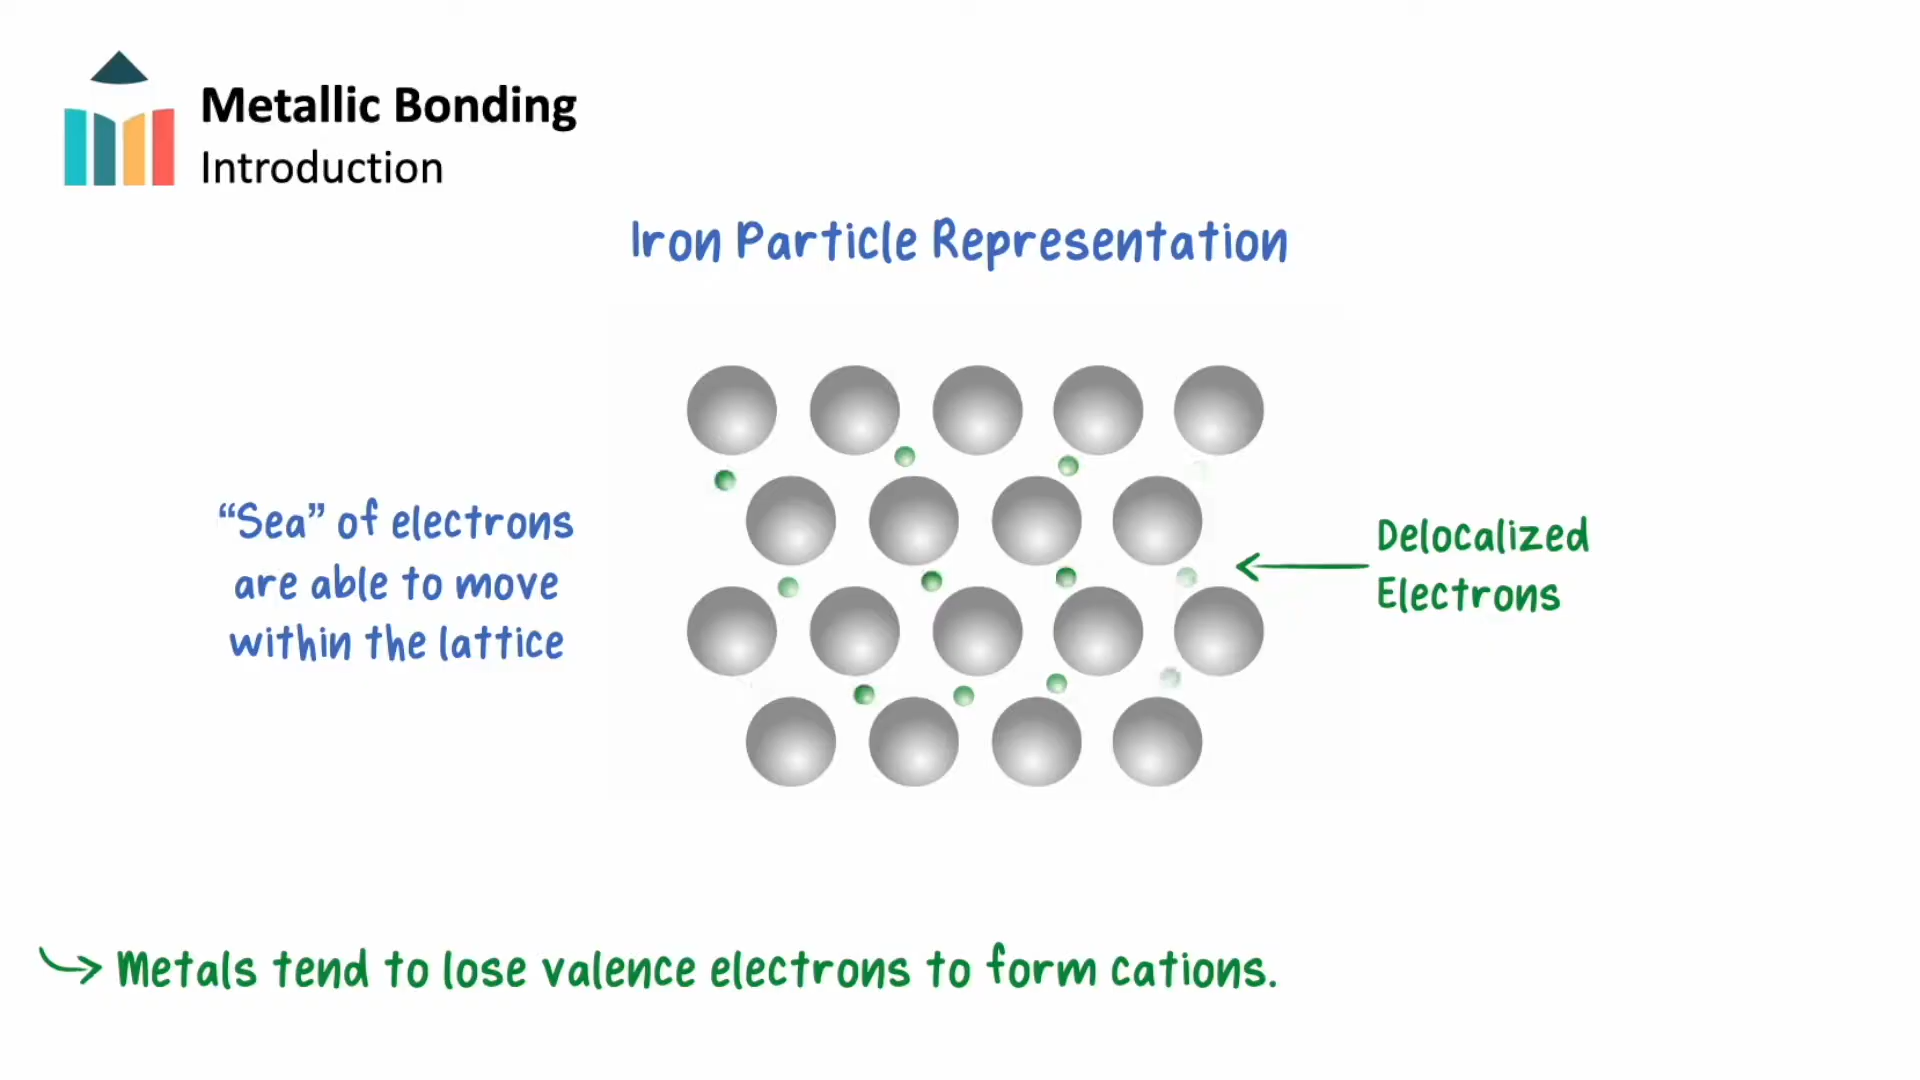 Metallic Bonding
Introduction
Iron Particle Representation
“Sea” of electrons
are able to move
within the lattice
Delocalized
Electrons
Metals tend to lose valence electrons to form cations.